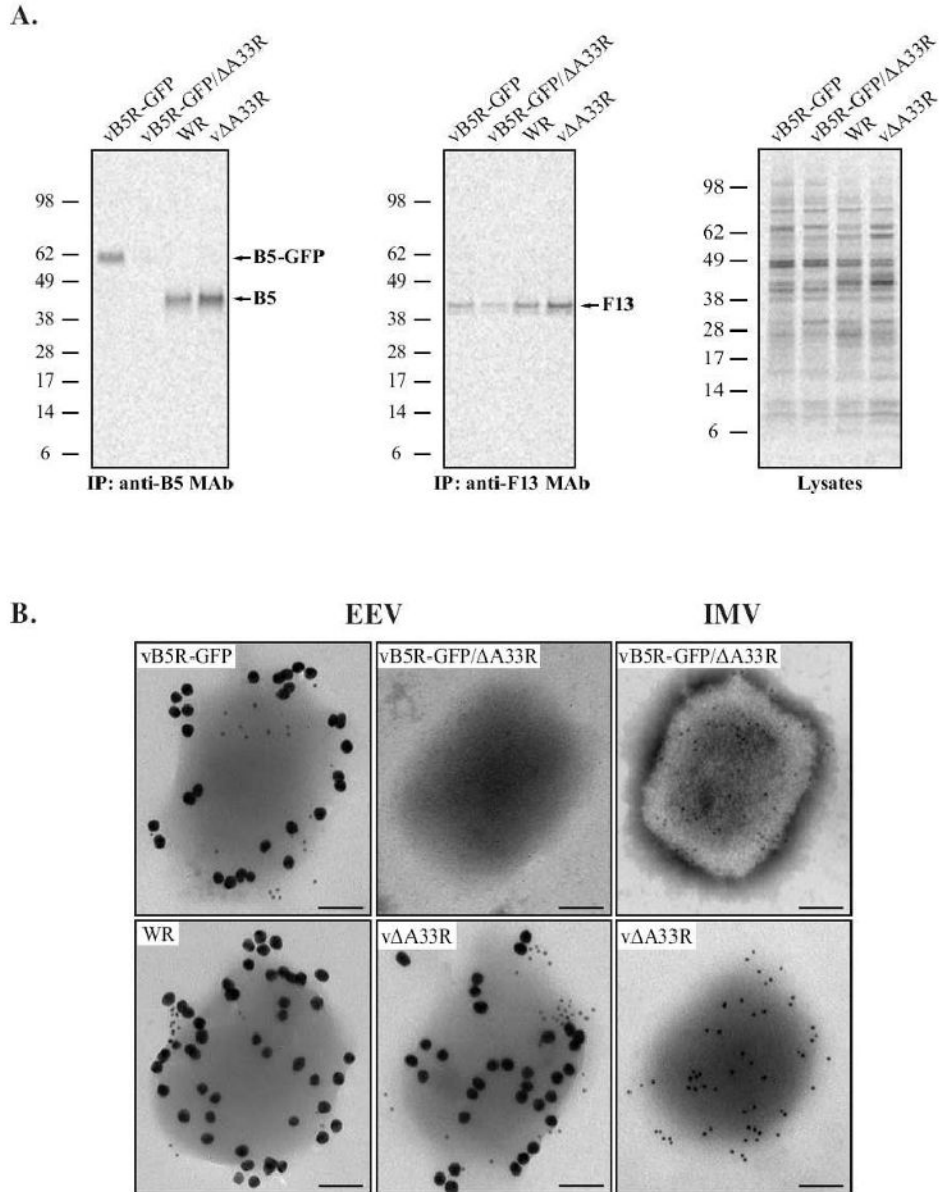 A.
vB5R-GFP
vB5R-GFP/ΔA33R
WR
vΔA33R
98
62
49
38
28
17
14
6
B5-GFP
B5
IP: anti-B5 MAb
vB5R-GFP
vB5R-GFP/ΔA33R
WR
vΔA33R
98
62
49
38
28
17
14
6
F13
IP: anti-F13 MAb
vB5R-GFP
vB5R-GFP/ΔA33R
WR
vΔA33R
98
62
49
38
28
17
14
6
Lysates
B.
EEV
IMV
vB5R-GFP
vB5R-GFP/ΔA33R
vB5R-GFP/ΔA33R
WR
vΔA33R
vΔA33R